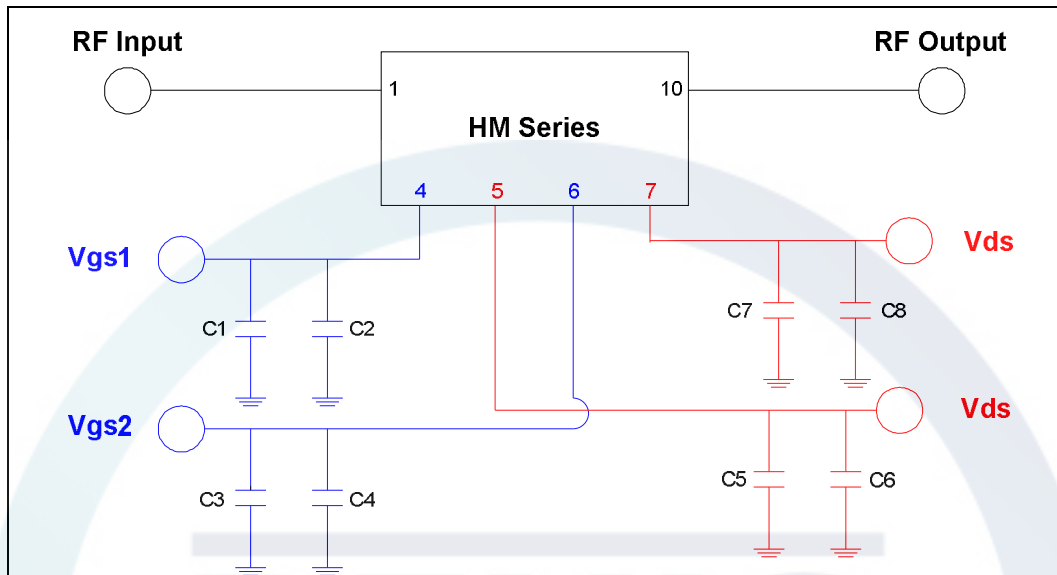 RF Input
RF Output
1
10
HM Series
4
5
6
7
Vgs1
Vds
C1
C2
C7
C8
Vgs2
Vds
C3
C4
C5
C6